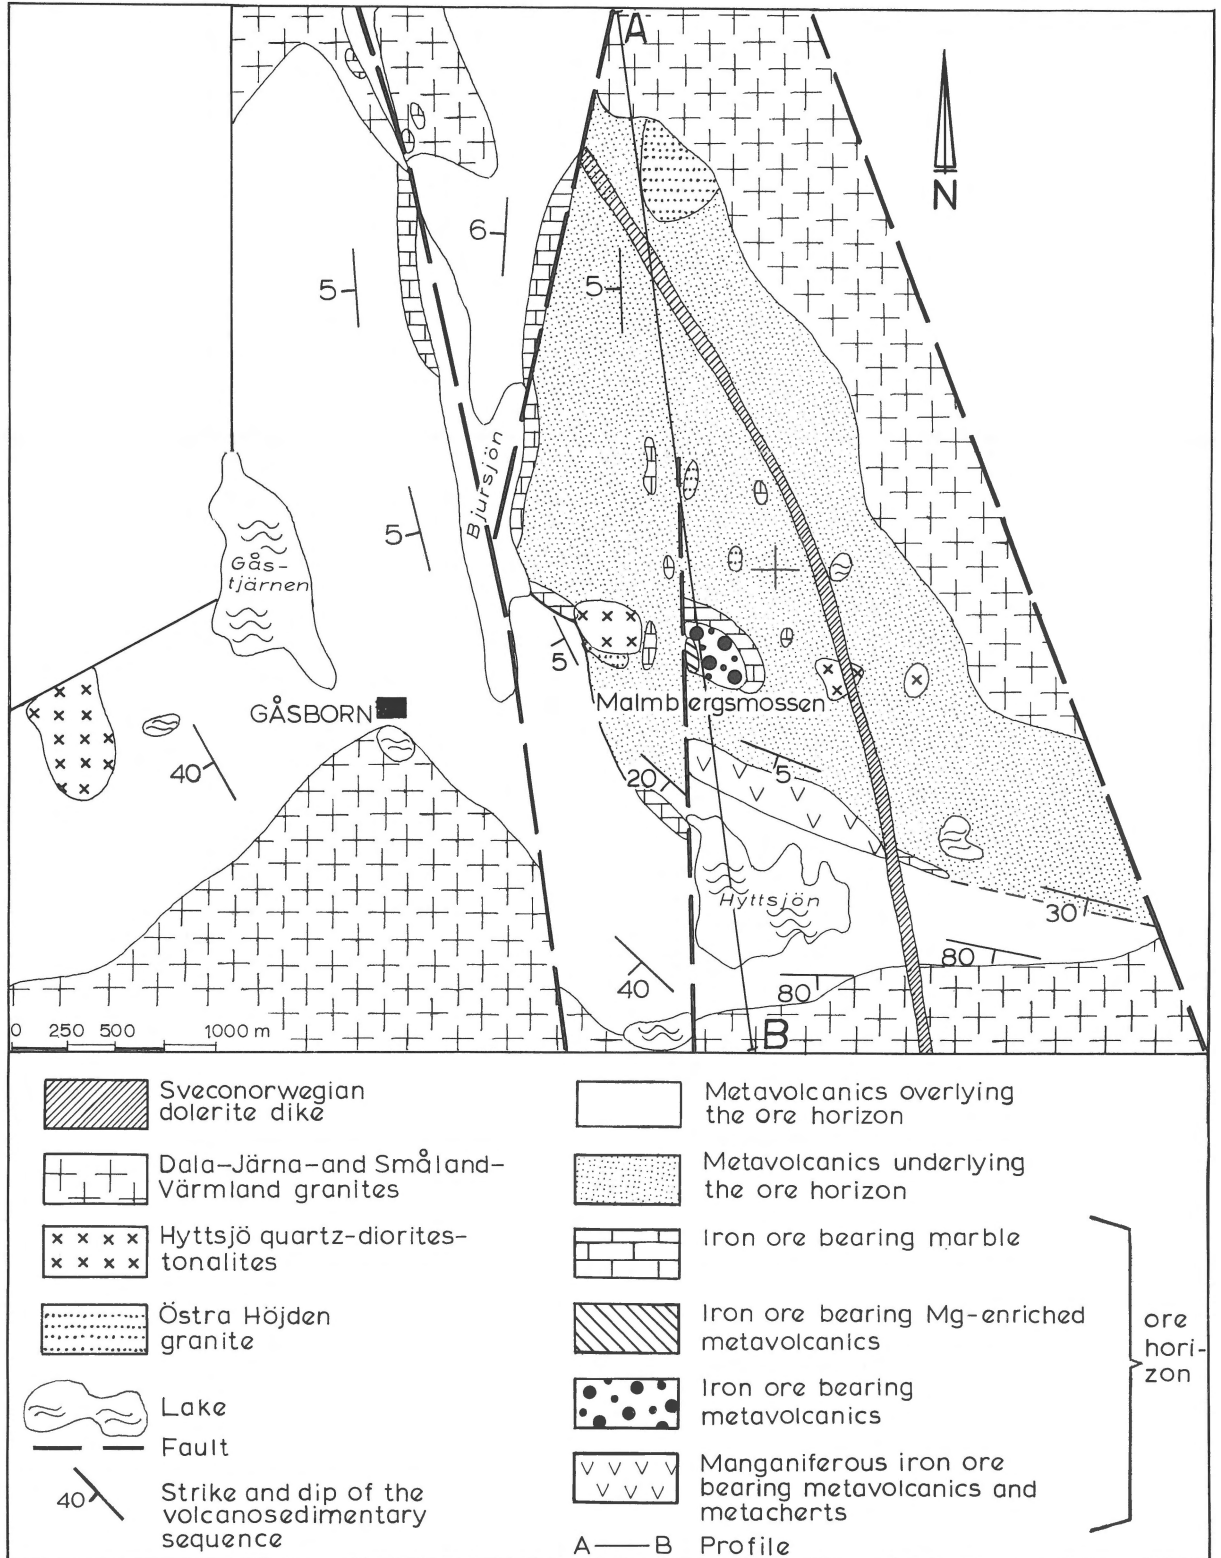 A
N
6
5
5
5
Bjursjön
Gås-
tjärnen
5
GÅSBORN
Malmbergsmossen
40
20
5
Hyttsjön
30
40
80
80
0 250 500 1000 m
B
Sveconorwegian
dolerite dike
Dala-Järna-and Småland-
Värmland granites
Hyttsjö quartz-diorites-
tonalites
Östra Höjden
granite
Lake
Fault
40
Strike and dip of the
volcanosedimentary
sequence
Metavolcanics overlying
the ore horizon
Metavolcanics underlying
the ore horizon
Iron ore bearing marble
Iron ore bearing Mg-enriched
metavolcanics
Iron ore bearing
metavolcanics
Manganiferous iron ore
bearing metavolcanics and
metacherts
A — B Profile
ore
hori-
zon